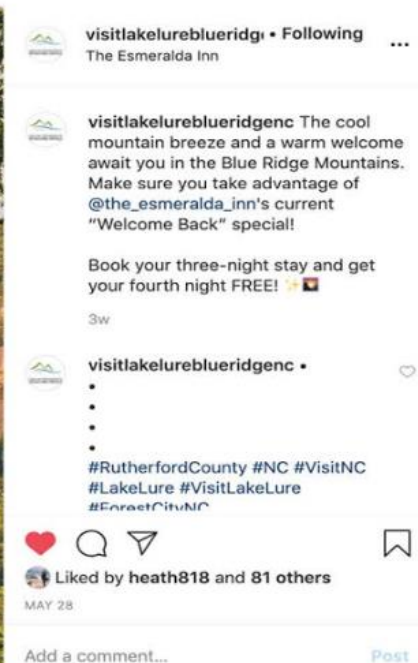 visitlakelureblueridg • Following
The Esmeralda Inn
...
visitlakelureblueridgenc The cool
mountain breeze and a warm welcome
await you in the Blue Ridge Mountains.
Make sure you take advantage of
@the_esmeralda_inn's current
"Welcome Back" special!
Book your three-night stay and get
your fourth night FREE! ✨🌄
3w
visitlakelureblueridgenc •
•
•
•
•
#RutherfordCounty #NC #VisitNC
#LakeLure #VisitLakeLure
#ForestCityNC
Liked by heath818 and 81 others
MAY 28
Add a comment...
Post